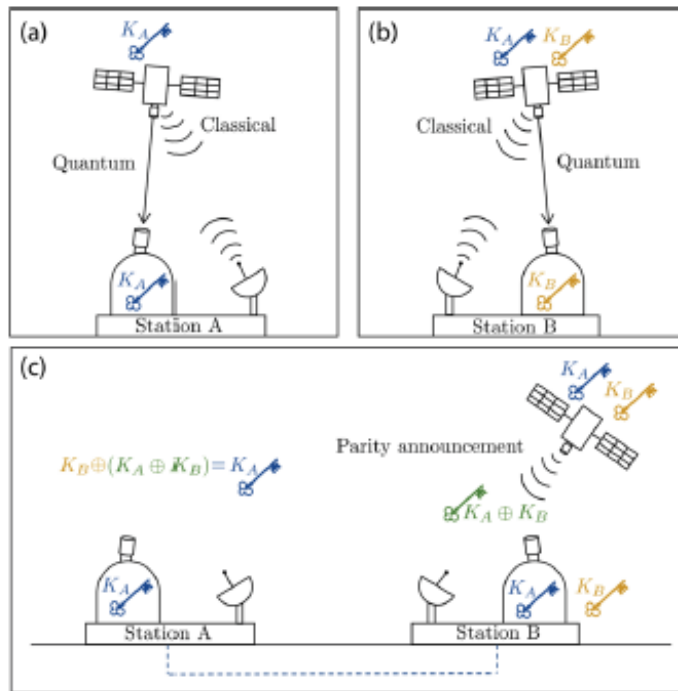 (a)
K_A
Classical
Quantum
K_A
Station A
(b)
K_A K_B
Classical
Quantum
K_B
Station B
(c)
K_A
K_B
Parity announcement
K_B⊕(K_A ⊕ K_B)= K_A
K_A ⊕ K_B
K_A
Station A
K_A K_B
Station B